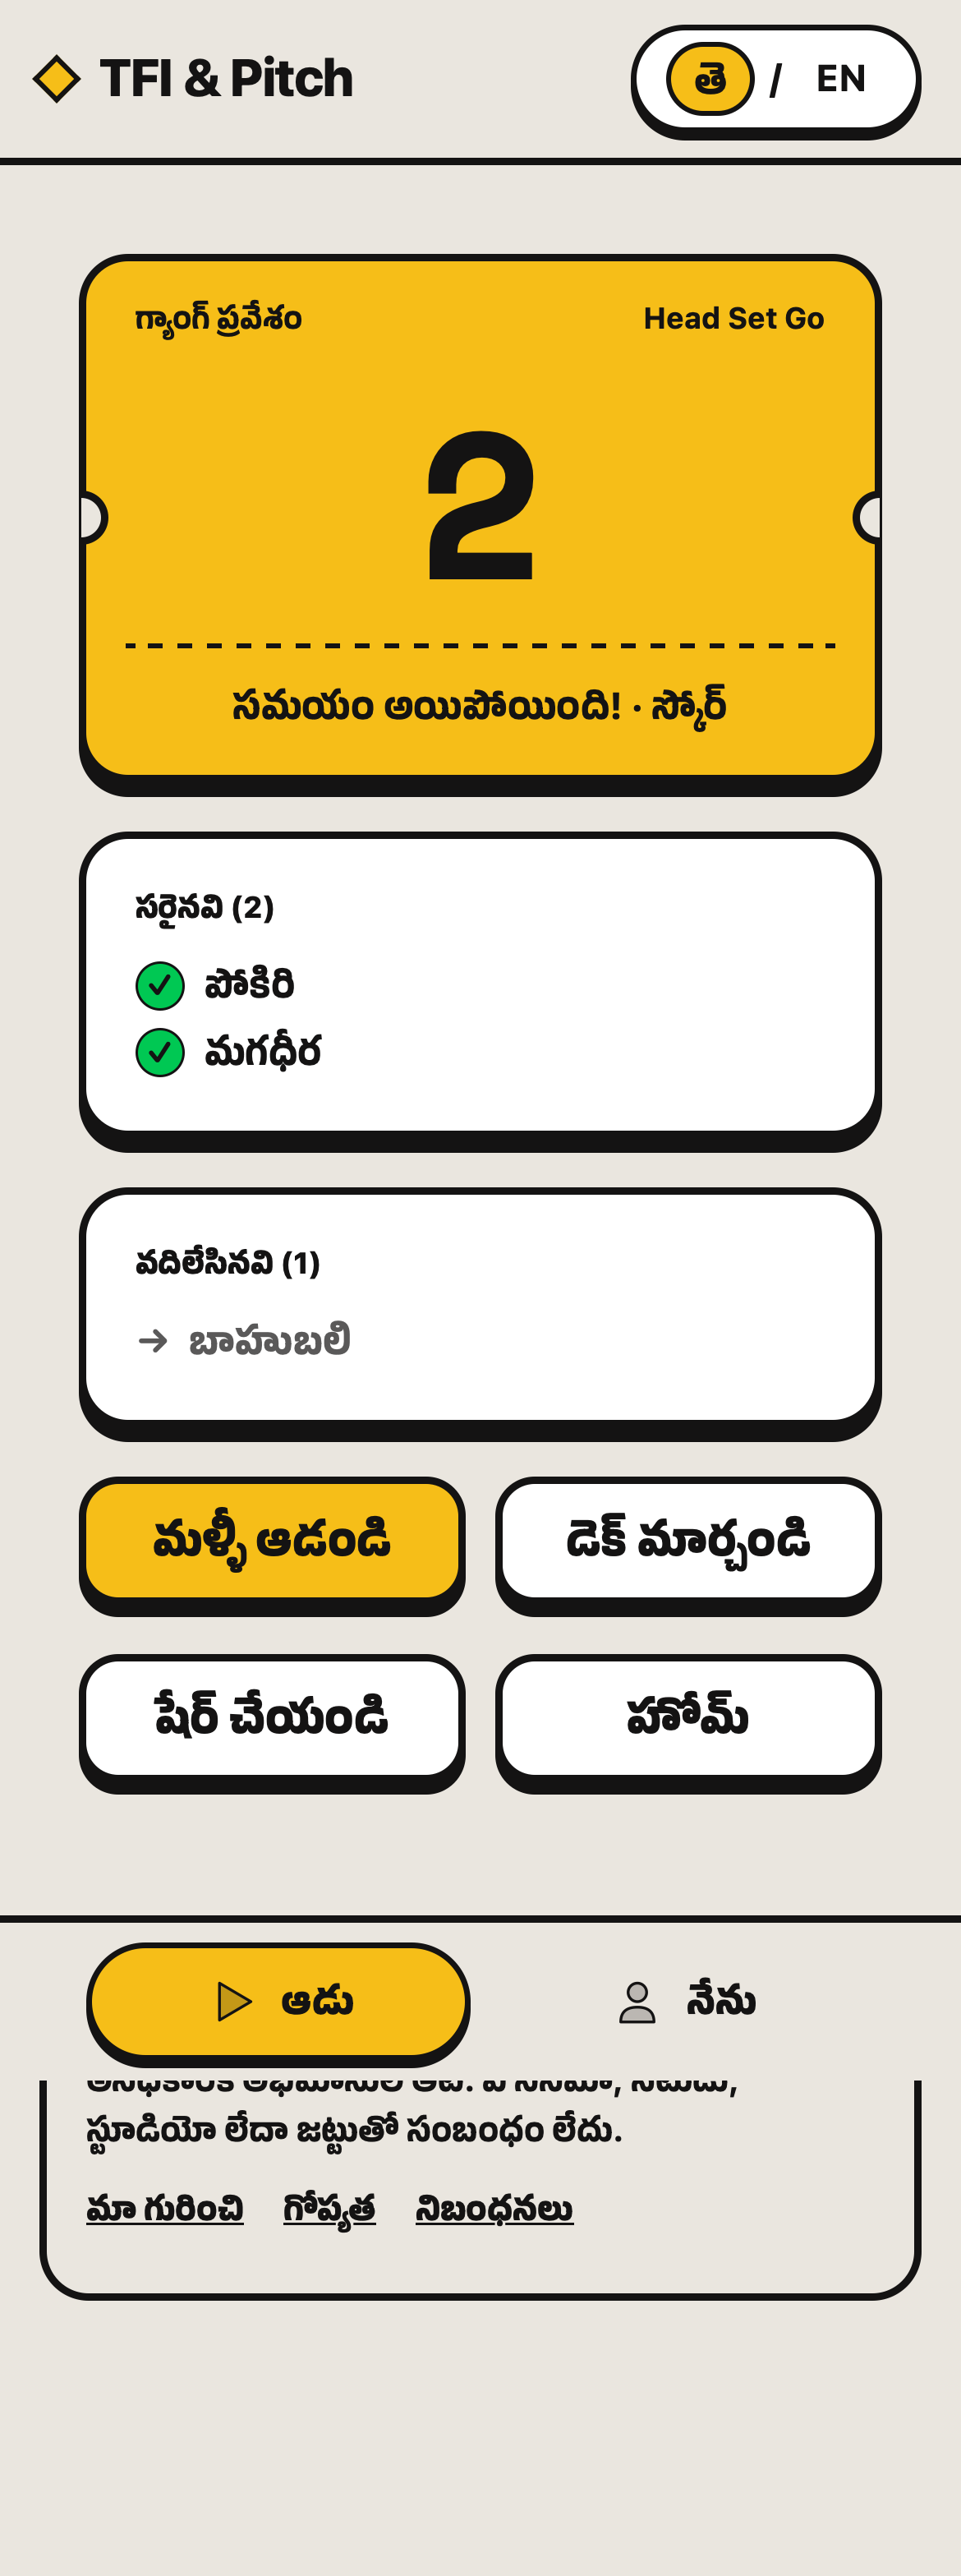 TFI & Pitch
తె / EN
గ్యాంగ్ ప్రవేశం
Head Set Go
2
సమయం అయిపోయింది! · స్కోర్
సరైనవి (2)
పోకిరి
మగధీర
వదిలేసినవి (1)
→ బాహుబలి
మళ్ళీ ఆడండి
డెక్ మార్చండి
షేర్ చేయండి
హోమ్
ఆడు
నేను
స్టూడియో లేదా జట్టుతో సంబంధం లేదు.
మా గురించి గోప్యత నిబంధనలు